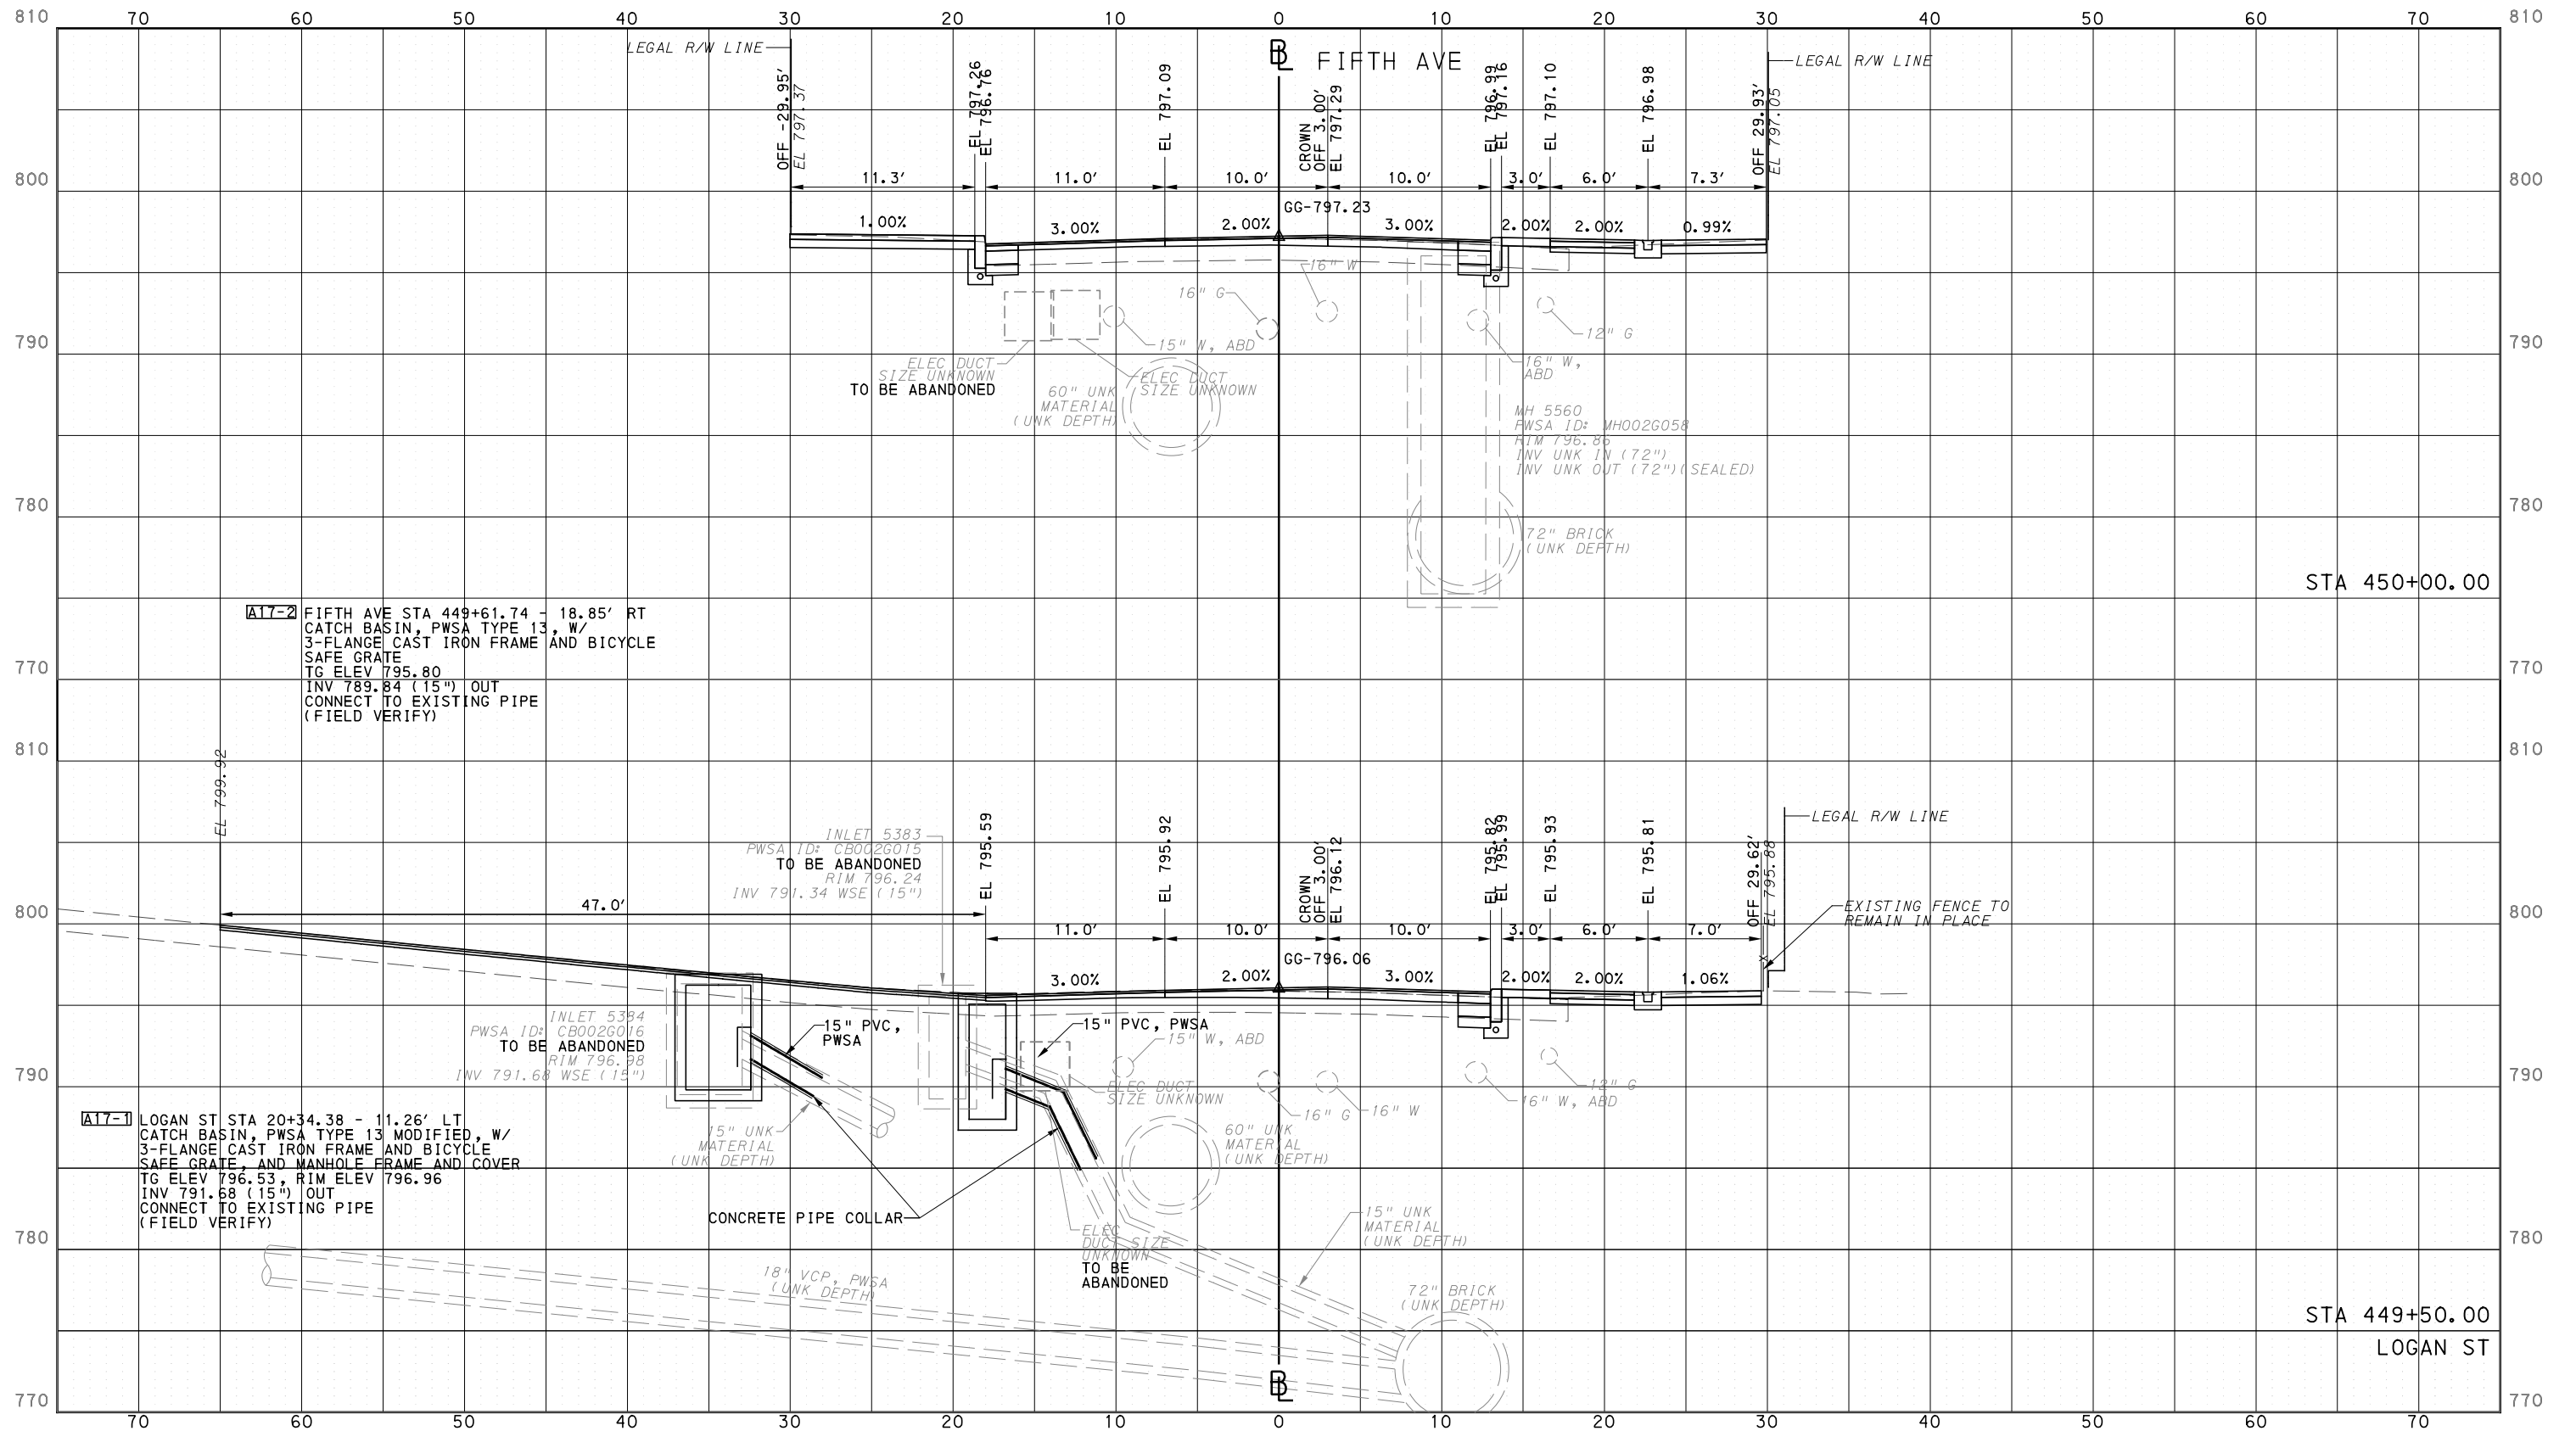 810 70 60 50 40 30 20 10 0 10 20 30 40 50 60 70 810
LEGAL R/W LINE
BL FIFTH AVE
LEGAL R/W LINE
OFF -29.95'
EL 797.37
EL 797.26
EL 796.76
EL 797.09
CROWN
OFF 3.00'
EL 797.29
EL 796.99
EL 797.16
EL 797.10
EL 796.98
OFF 29.93'
EL 797.05
800 800
11.3' 11.0' 10.0' 10.0' 3.0' 6.0' 7.3'
GG-797.23
1.00% 3.00% 2.00% 3.00% 2.00% 2.00% 0.99%
16" W
16" G
15" W, ABD
12" G
16" W,
ABD
790 790
ELEC DUCT
SIZE UNKNOWN
TO BE ABANDONED
ELEC DUCT
SIZE UNKNOWN
60" UNK
MATERIAL
(UNK DEPTH)
MH 5560
PWSA ID: MH002G058
RIM 796.86
INV UNK IN (72")
INV UNK OUT (72")(SEALED)
780 780
72" BRICK
(UNK DEPTH)
STA 450+00.00
A17-2 FIFTH AVE STA 449+61.74 - 18.85' RT
CATCH BASIN, PWSA TYPE 13, W/
3-FLANGE CAST IRON FRAME AND BICYCLE
SAFE GRATE
TG ELEV 795.80
INV 789.84 (15") OUT
CONNECT TO EXISTING PIPE
(FIELD VERIFY)
770 770
810 810
EL 799.92
INLET 5383
PWSA ID: CB002G015
TO BE ABANDONED
RIM 796.24
INV 791.34 WSE (15")
EL 795.59
EL 795.92
CROWN
OFF 3.00'
EL 796.12
EL 795.82
EL 795.99
EL 795.93
EL 795.81
OFF 29.62'
EL 795.88
LEGAL R/W LINE
EXISTING FENCE TO
REMAIN IN PLACE
X
800 800
47.0'
11.0' 10.0' 10.0' 3.0' 6.0' 7.0'
GG-796.06
3.00% 2.00% 3.00% 2.00% 2.00% 1.06%
INLET 5384
PWSA ID: CB002G016
TO BE ABANDONED
RIM 796.98
INV 791.68 WSE (15")
15" PVC,
PWSA
15" PVC, PWSA
15" W, ABD
790 790
ELEC DUCT
SIZE UNKNOWN
16" G
16" W
16" W, ABD
12" G
A17-1 LOGAN ST STA 20+34.38 - 11.26' LT
CATCH BASIN, PWSA TYPE 13 MODIFIED, W/
3-FLANGE CAST IRON FRAME AND BICYCLE
SAFE GRATE, AND MANHOLE FRAME AND COVER
TG ELEV 796.53, RIM ELEV 796.96
INV 791.68 (15") OUT
CONNECT TO EXISTING PIPE
(FIELD VERIFY)
15" UNK
MATERIAL
(UNK DEPTH)
60" UNK
MATERIAL
(UNK DEPTH)
CONCRETE PIPE COLLAR
ELEC
DUCT SIZE
UNKNOWN
TO BE
ABANDONED
15" UNK
MATERIAL
(UNK DEPTH)
780 780
18" VCP, PWSA
(UNK DEPTH)
72" BRICK
(UNK DEPTH)
STA 449+50.00
LOGAN ST
BL
770 770
70 60 50 40 30 20 10 0 10 20 30 40 50 60 70